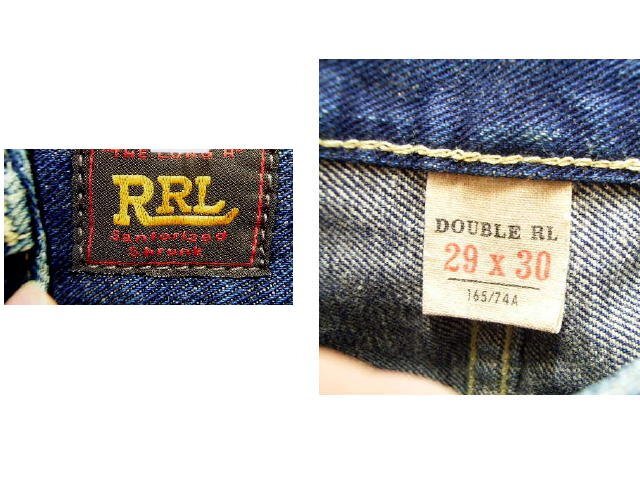 RRL
Sanforized
Shrunk
DOUBLE RL
29 x 30
165/74A